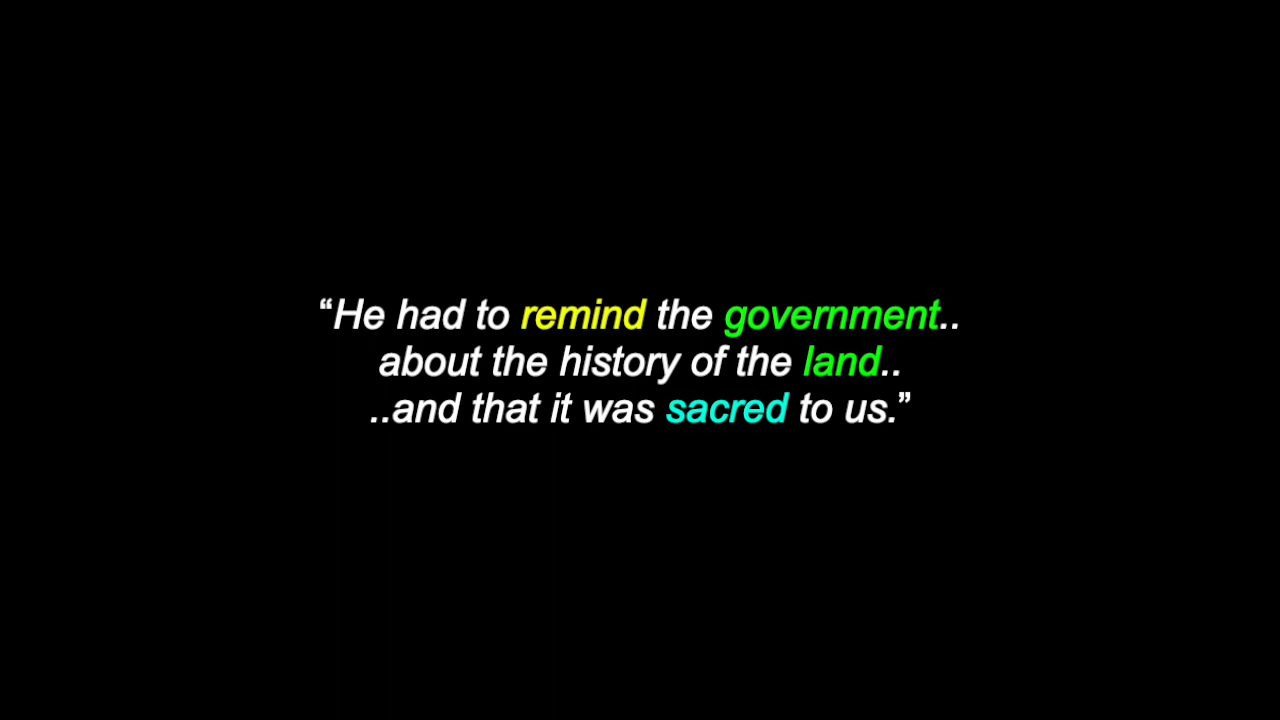 “He had to remind the government..
about the history of the land..
..and that it was sacred to us.”